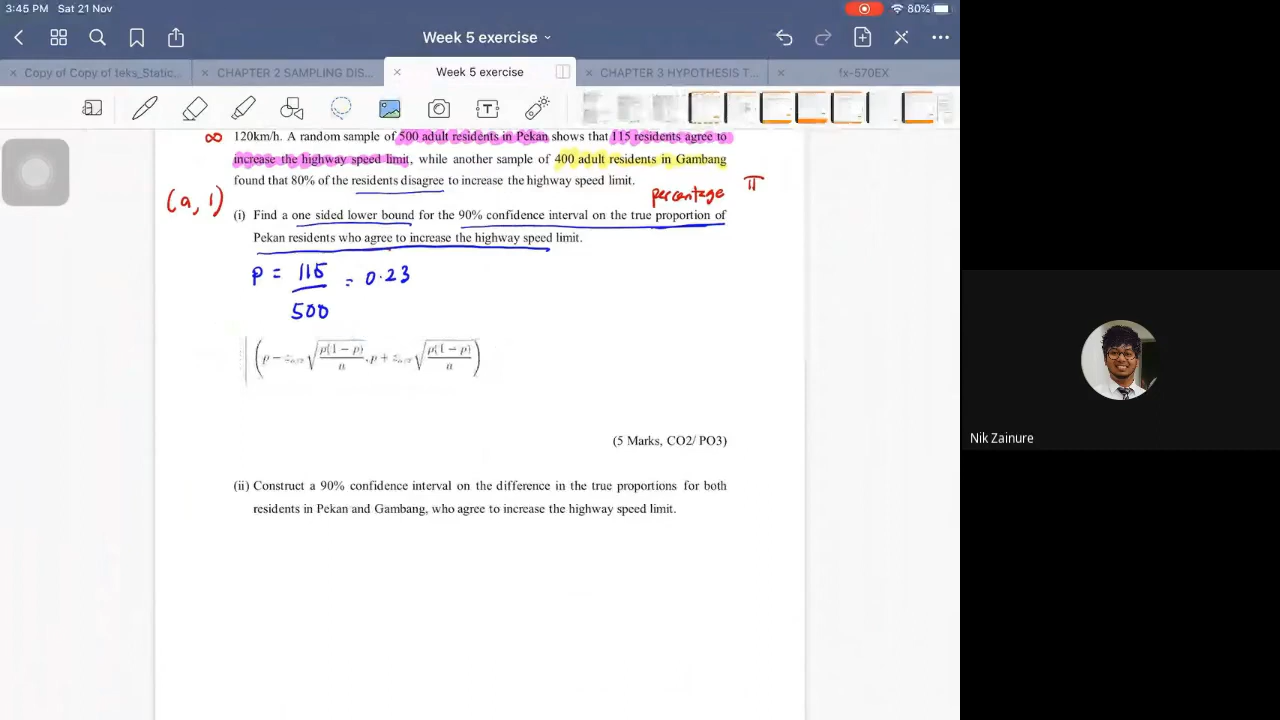 3:45 PM Sat 21 Nov
80%
Week 5 exercise
Copy of Copy of teks_Static...
CHAPTER 2 SAMPLING DIS...
Week 5 exercise
CHAPTER 3 HYPOTHESIS T...
fx-570EX
∞ 120km/h. A random sample of 500 adult residents in Pekan shows that 115 residents agree to
increase the highway speed limit, while another sample of 400 adult residents in Gambang
found that 80% of the residents disagree to increase the highway speed limit.
percentage π
(a, 1)
(i) Find a one sided lower bound for the 90% confidence interval on the true proportion of
Pekan residents who agree to increase the highway speed limit.
P = 115/500 = 0.23
(p − z_{α/2} √(p(1 − p)/n), p + z_{α/2} √(p(1 − p)/n))
(5 Marks, CO2/ PO3)
(ii) Construct a 90% confidence interval on the difference in the true proportions for both
residents in Pekan and Gambang, who agree to increase the highway speed limit.
Nik Zainure